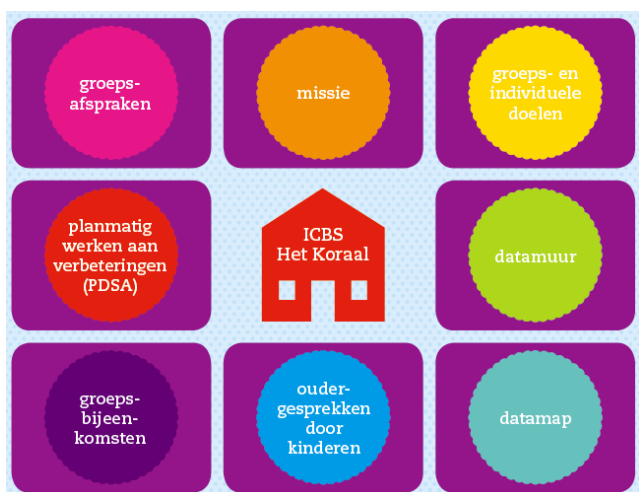 groeps-
afspraken
missie
groeps- en
individuele
doelen
planmatig
werken aan
verbeteringen
(PDSA)
ICBS
Het Koraal
datamuur
groeps-
bijeen-
komsten
ouder-
gesprekken
door
kinderen
datamap